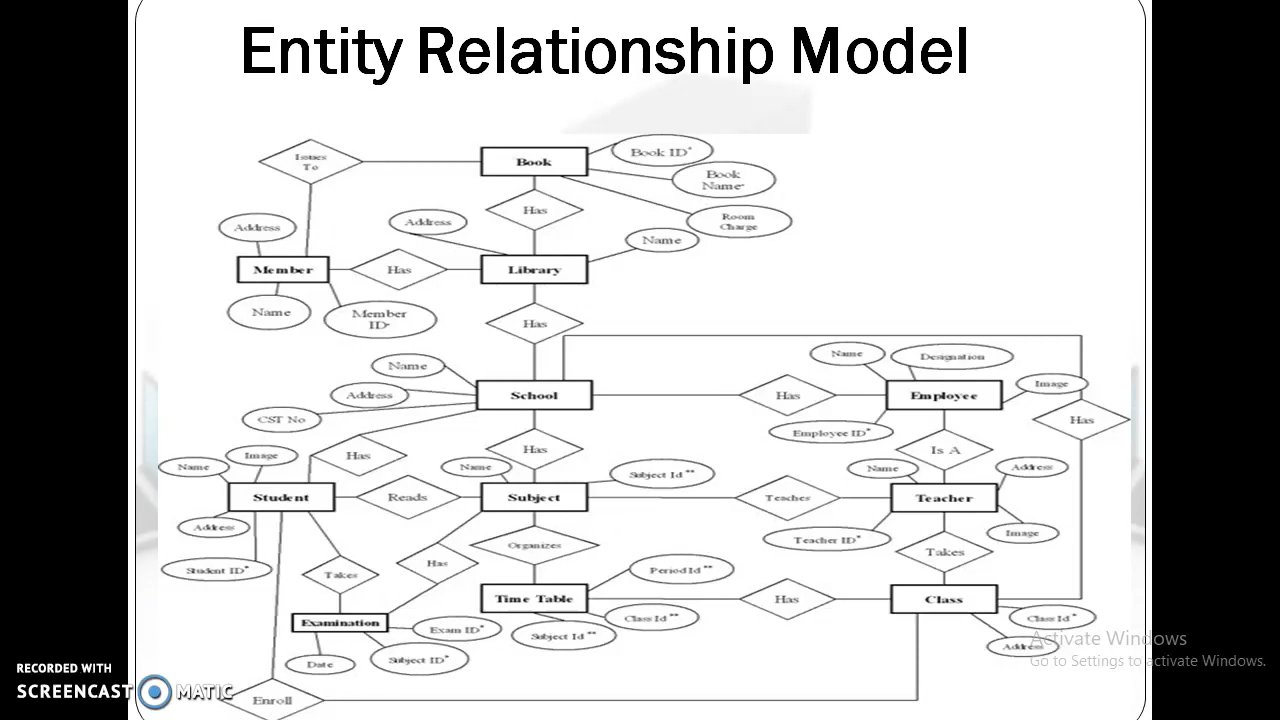 Entity Relationship Model
Issues
To
Book
Book ID*
Book
Name*
Has
Room
Charge
Address
Address
Name
Member
Has
Library
Name
Member
ID*
Has
Name
Designation
Name
Image
Address
School
Has
Employee
CST No
Employee ID*
Has
Has
Has
Is A
Image
Name
Name
Subject Id **
Name
Address
Student
Reads
Subject
Teaches
Teacher
Address
Teacher ID*
Image
Organizes
Takes
Student ID*
Takes
Has
Period Id **
Time Table
Has
Class
Class Id **
Class Id *
Examination
Exam ID*
Subject Id **
Address
Date
Subject ID*
Enroll
Activate Windows
Go to Settings to activate Windows.
RECORDED WITH
SCREENCAST MATIC